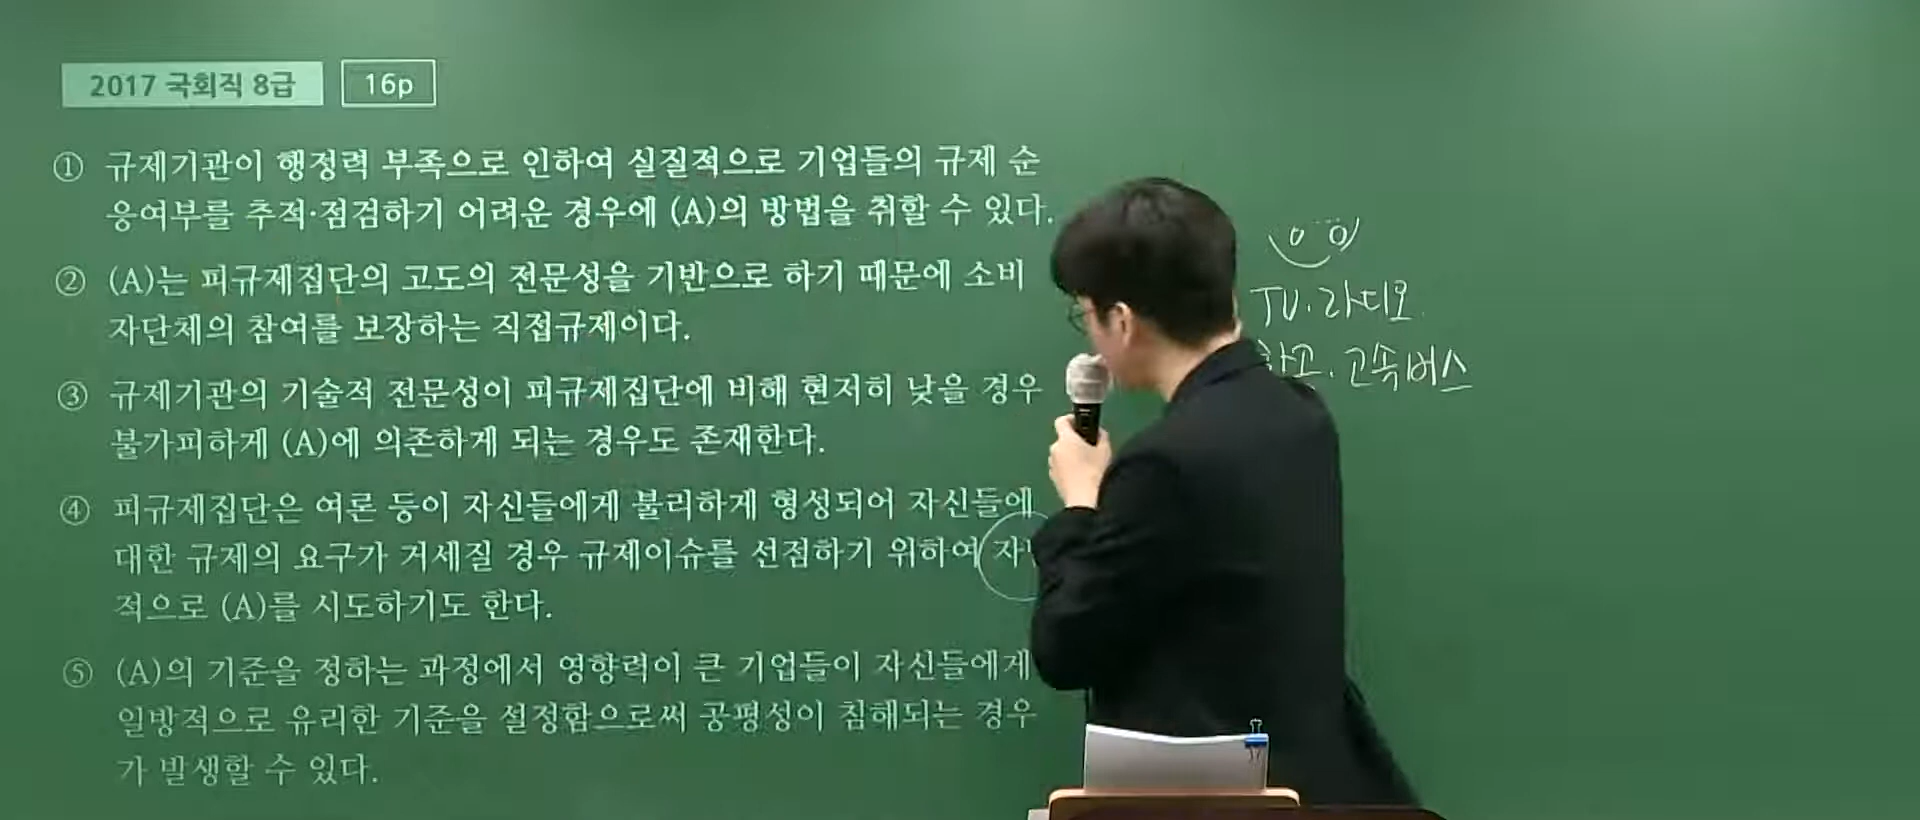 2017 국회직 8급
16p
① 규제기관이 행정력 부족으로 인하여 실질적으로 기업들의 규제 순
응여부를 추적·점검하기 어려운 경우에 (A)의 방법을 취할 수 있다.
② (A)는 피규제집단의 고도의 전문성을 기반으로 하기 때문에 소비
자단체의 참여를 보장하는 직접규제이다.
③ 규제기관의 기술적 전문성이 피규제집단에 비해 현저히 낮을 경우
불가피하게 (A)에 의존하게 되는 경우도 존재한다.
④ 피규제집단은 여론 등이 자신들에게 불리하게 형성되어 자신들에
대한 규제의 요구가 거세질 경우 규제이슈를 선점하기 위하여
적으로 (A)를 시도하기도 한다.
⑤ (A)의 기준을 정하는 과정에서 영향력이 큰 기업들이 자신들에게
일방적으로 유리한 기준을 설정함으로써 공평성이 침해되는 경우
가 발생할 수 있다.
TV·라디오
고속버스